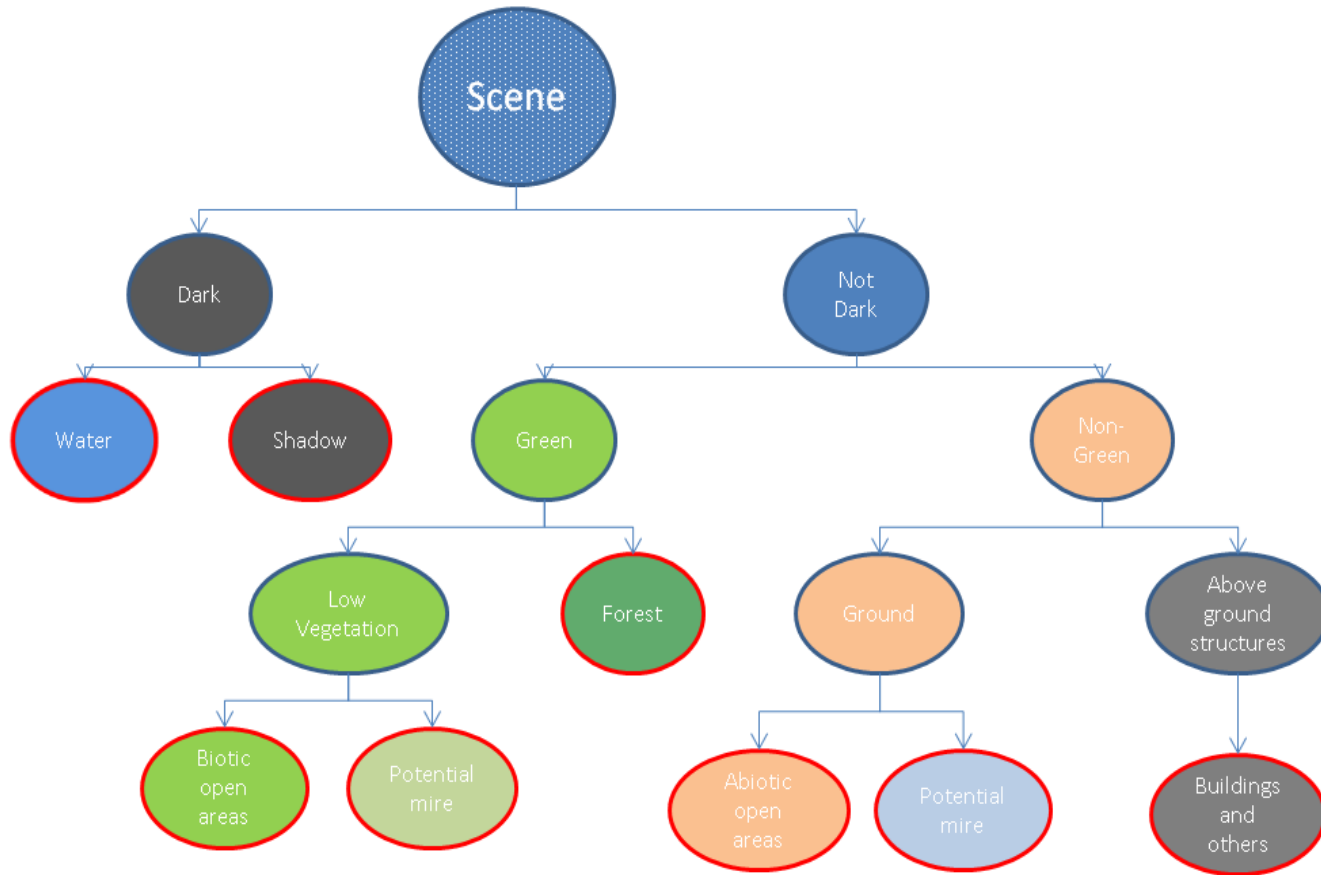 Scene
Dark
Not
Dark
Water
Shadow
Green
Non-
Green
Low
Vegetation
Forest
Ground
Above
ground
structures
Biotic
open
areas
Potential
mire
Abiotic
open
areas
Potential
mire
Buildings
and
others